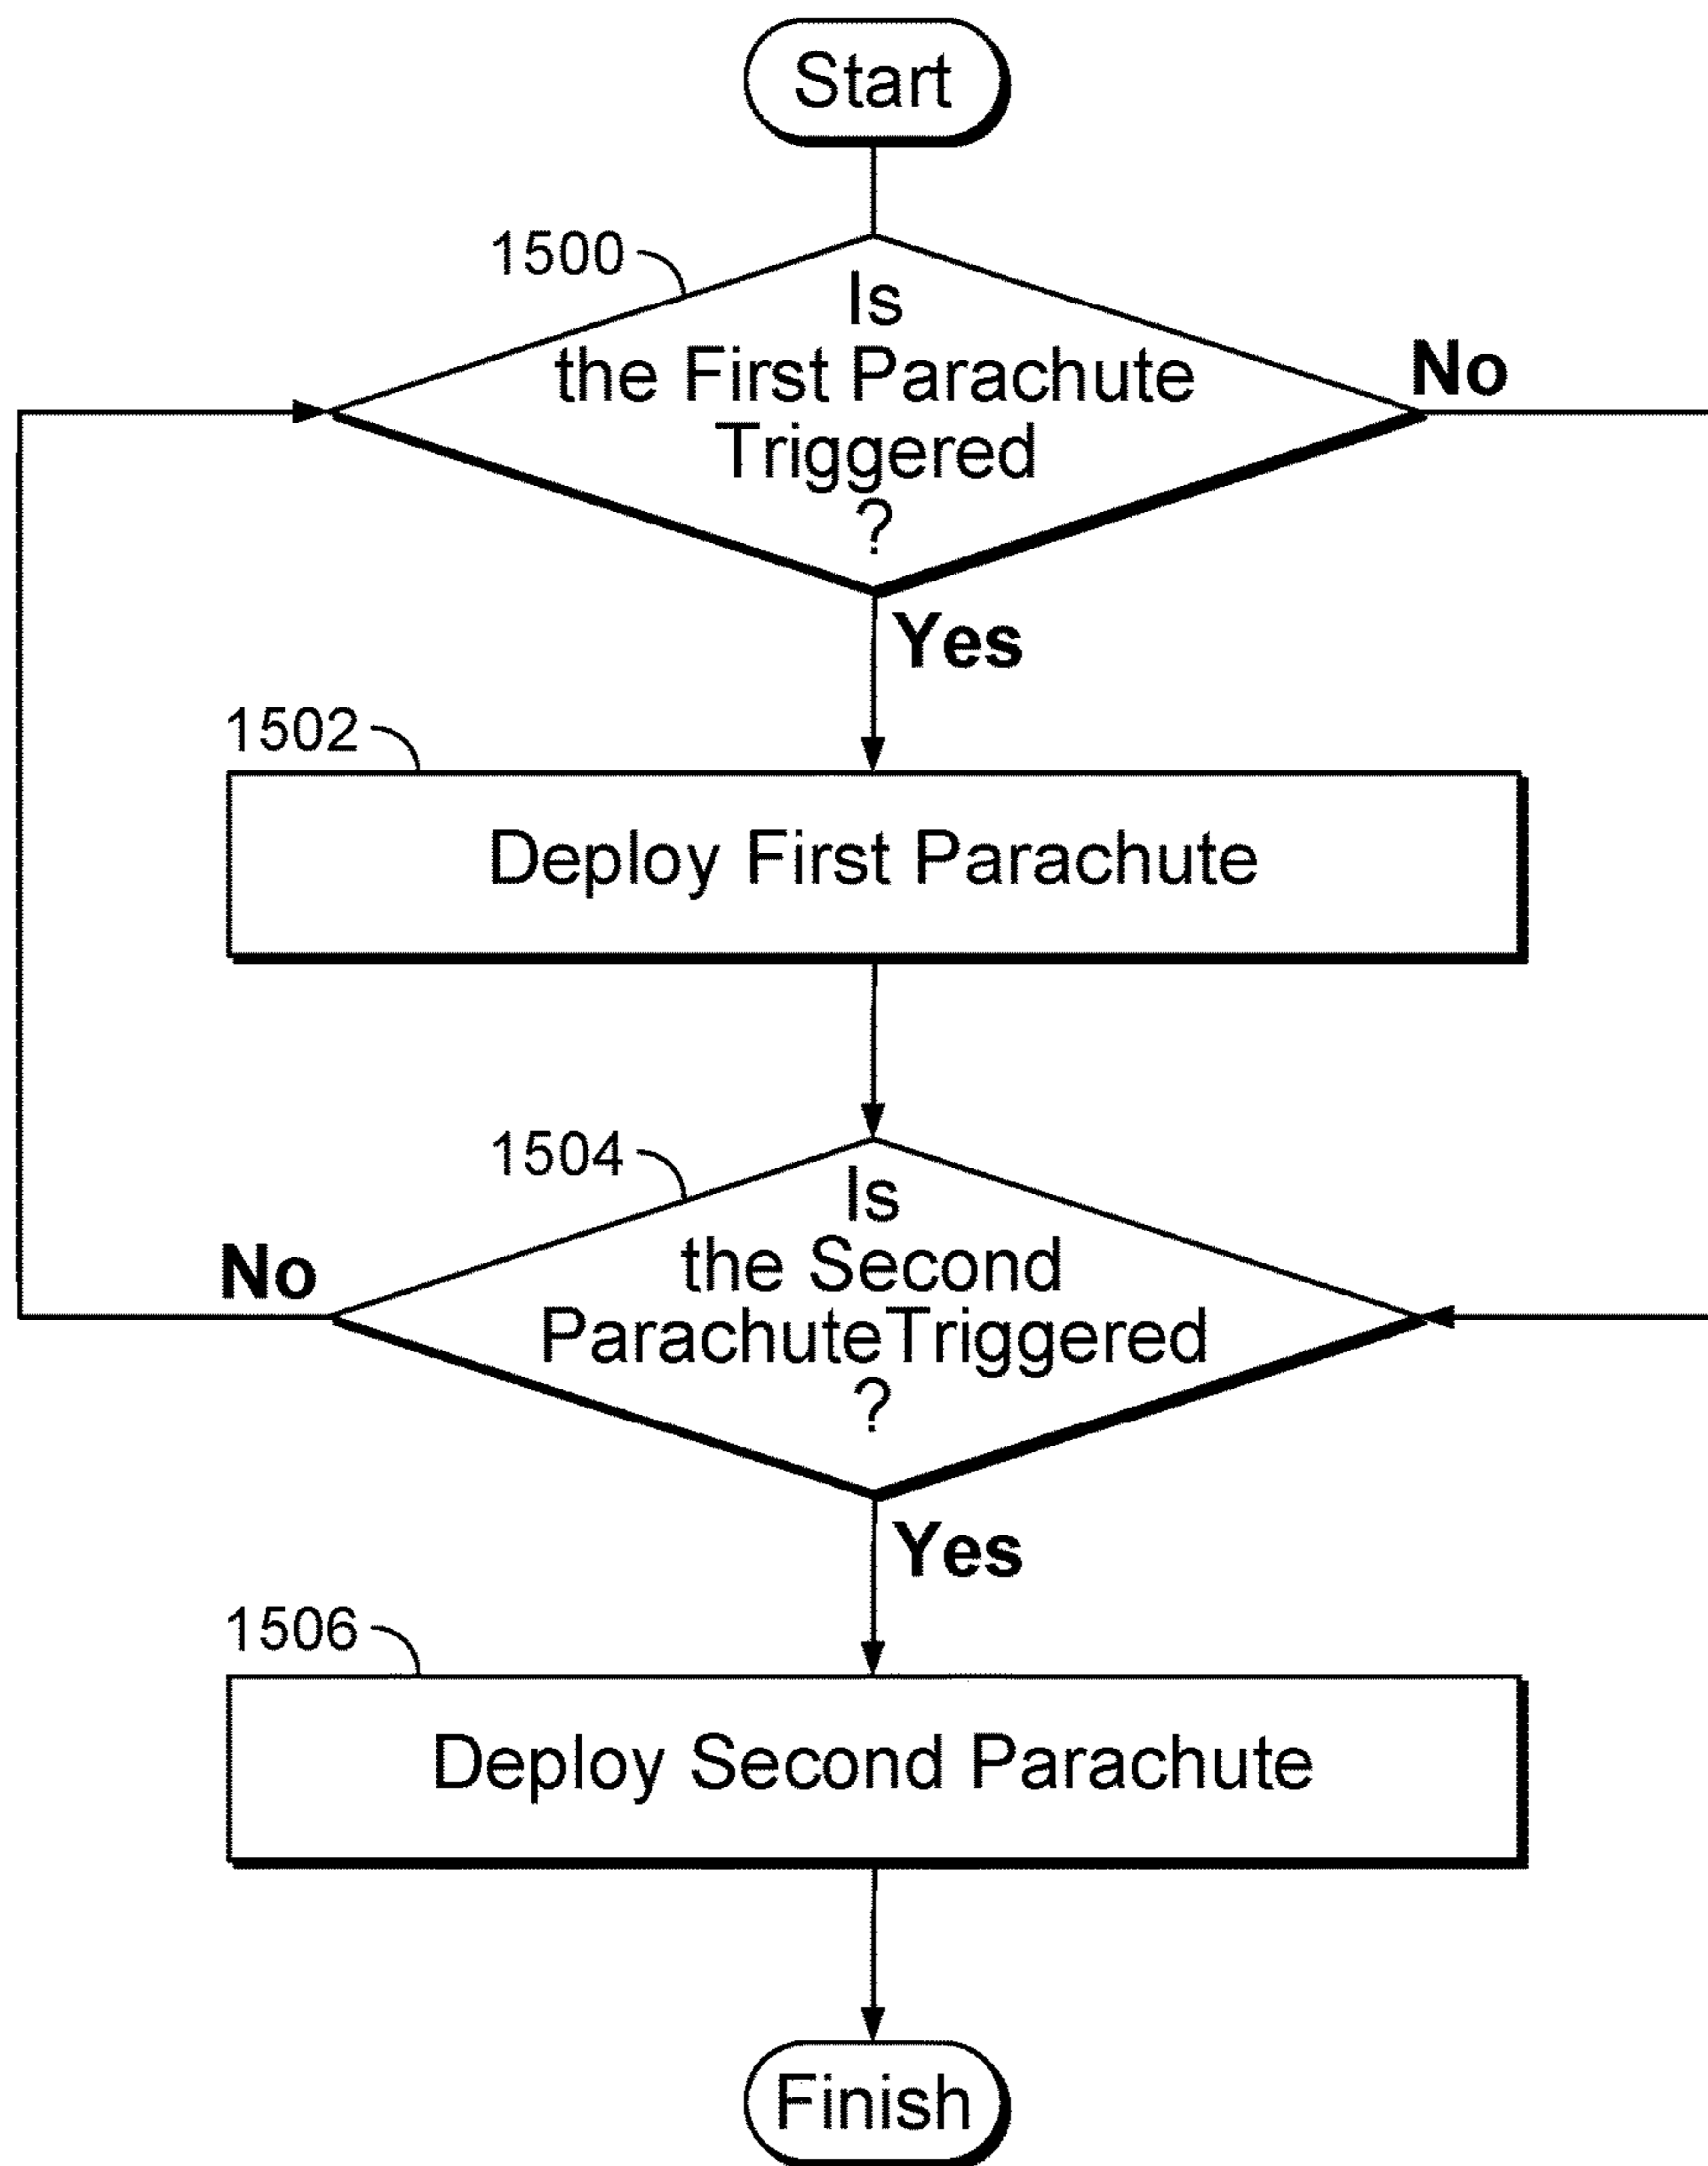 Start
1500
Is
the First Parachute
Triggered
?
No
Yes
1502
Deploy First Parachute
1504
Is
the Second
ParachuteTriggered
?
No
Yes
1506
Deploy Second Parachute
Finish